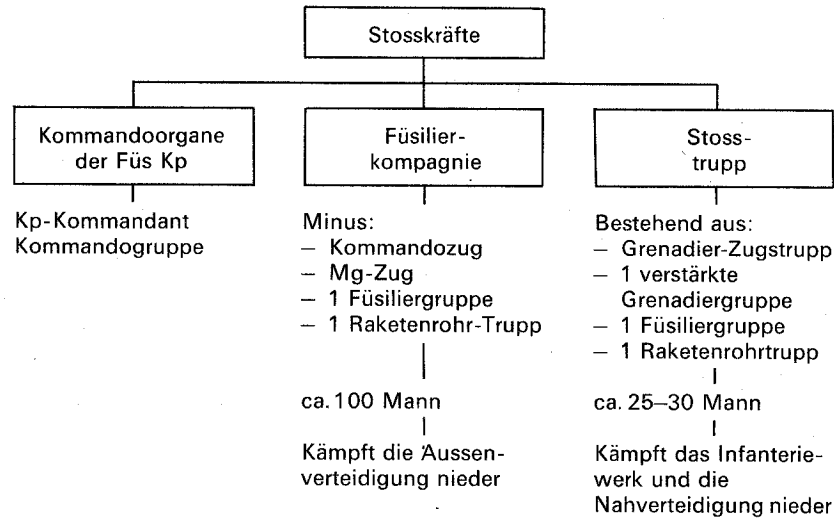 Stosskräfte
Kommandoorgane
der Füs Kp
Kp-Kommandant
Kommandogruppe
Füsilier-
kompagnie
Minus:
– Kommandozug
– Mg-Zug
– 1 Füsiliergruppe
– 1 Raketenrohr-Trupp
ca. 100 Mann
Kämpft die Aussen-
verteidigung nieder
Stoss-
trupp
Bestehend aus:
– Grenadier-Zugstrupp
– 1 verstärkte
Grenadiergruppe
– 1 Füsiliergruppe
– 1 Raketenrohrtrupp
ca. 25–30 Mann
Kämpft das Infanterie-
werk und die
Nahverteidigung nieder